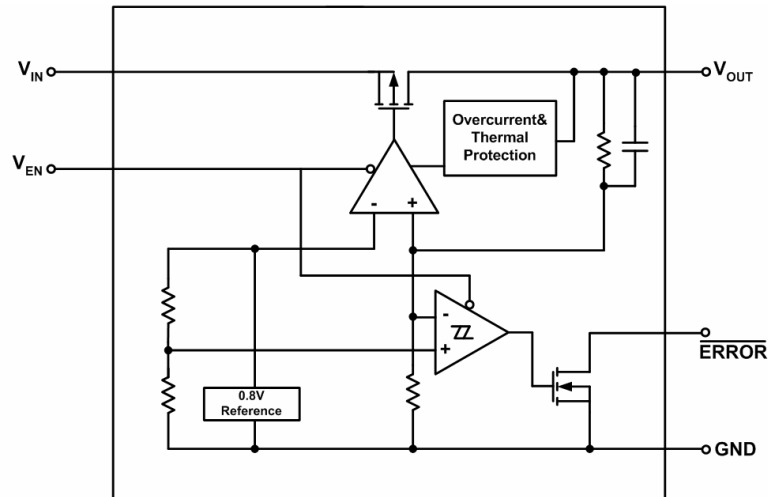 V_IN
V_OUT
Overcurrent&
Thermal
Protection
V_EN
-
+
-
+
ERROR
0.8V
Reference
GND